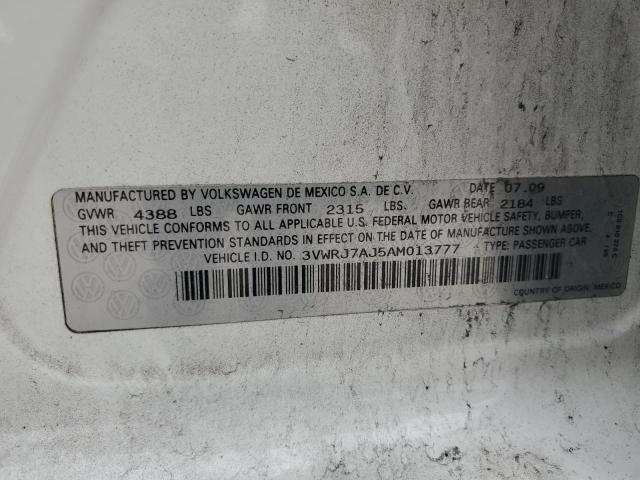 MANUFACTURED BY VOLKSWAGEN DE MEXICO S.A. DE C.V. DATE 07.09
GVWR 4388 LBS GAWR FRONT 2315 LBS. GAWR REAR 2184 LBS
THIS VEHICLE CONFORMS TO ALL APPLICABLE U.S. FEDERAL MOTOR VEHICLE SAFETY, BUMPER,
AND THEFT PREVENTION STANDARDS IN EFFECT ON THE DATE OF MANUFACTURE SHOWN ABOVE.
VEHICLE I.D. NO. 3VWRJ7AJ5AM013777 TYPE: PASSENGER CAR
COUNTRY OF ORIGIN, MEXICO